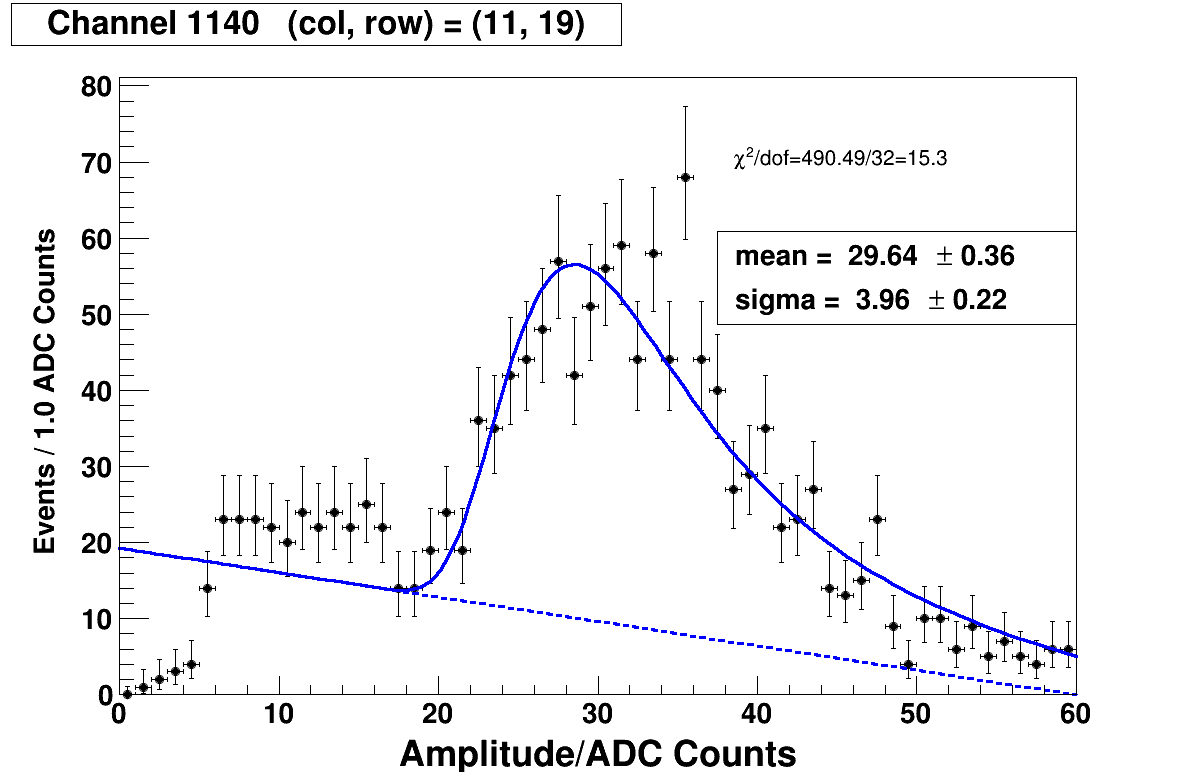 Channel 1140 (col, row) = (11, 19)
80
70
60
50
40
30
20
10
0
Events / 1.0 ADC Counts
χ²/dof=490.49/32=15.3
mean = 29.64 ± 0.36
sigma = 3.96 ± 0.22
0 10 20 30 40 50 60
Amplitude/ADC Counts